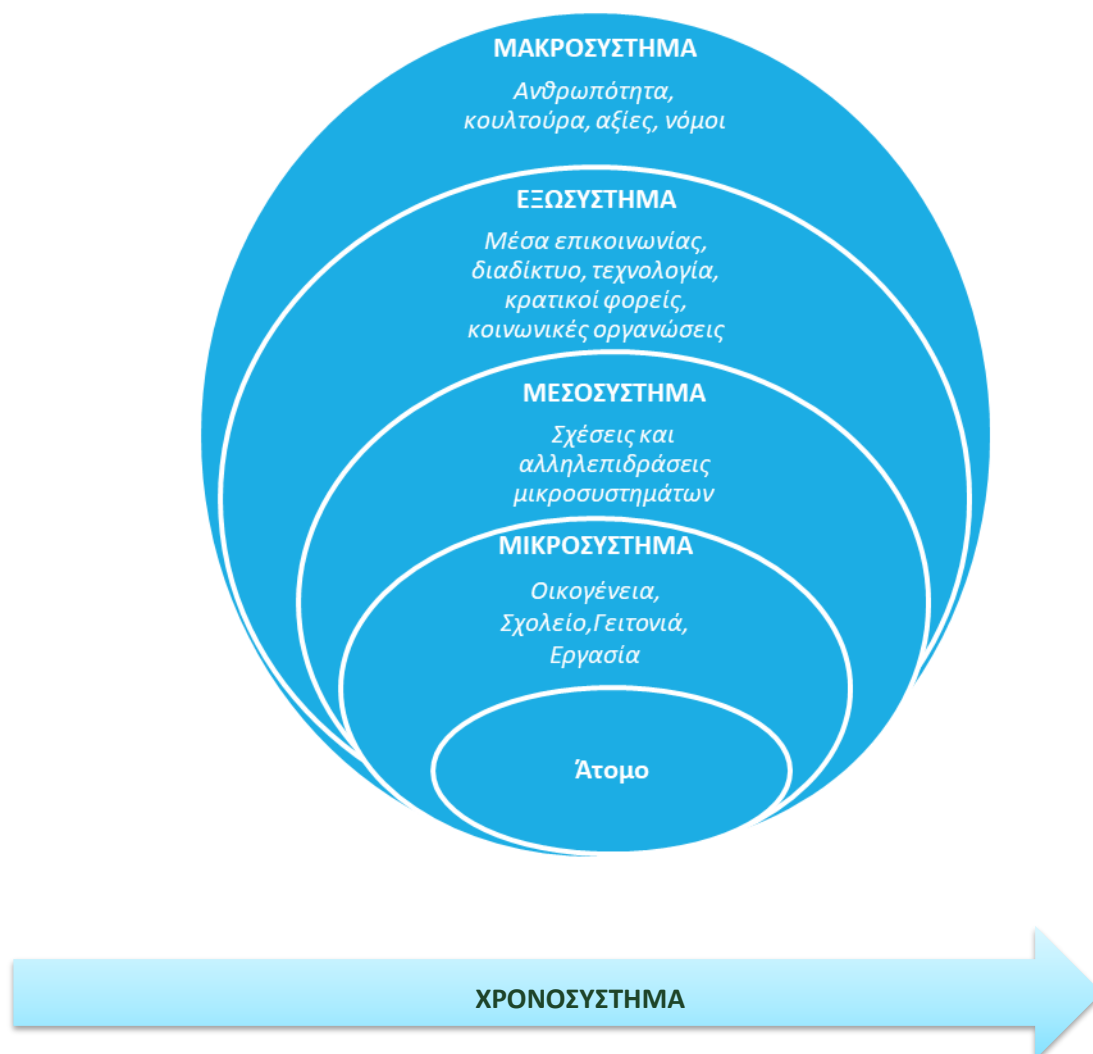 ΜΑΚΡΟΣΥΣΤΗΜΑ
Ανθρωπότητα,
κουλτούρα, αξίες, νόμοι
ΕΞΩΣΥΣΤΗΜΑ
Μέσα επικοινωνίας,
διαδίκτυο, τεχνολογία,
κρατικοί φορείς,
κοινωνικές οργανώσεις
ΜΕΣΟΣΥΣΤΗΜΑ
Σχέσεις και
αλληλεπιδράσεις
μικροσυστημάτων
ΜΙΚΡΟΣΥΣΤΗΜΑ
Οικογένεια,
Σχολείο,Γειτονιά,
Εργασία
Άτομο
ΧΡΟΝΟΣΥΣΤΗΜΑ